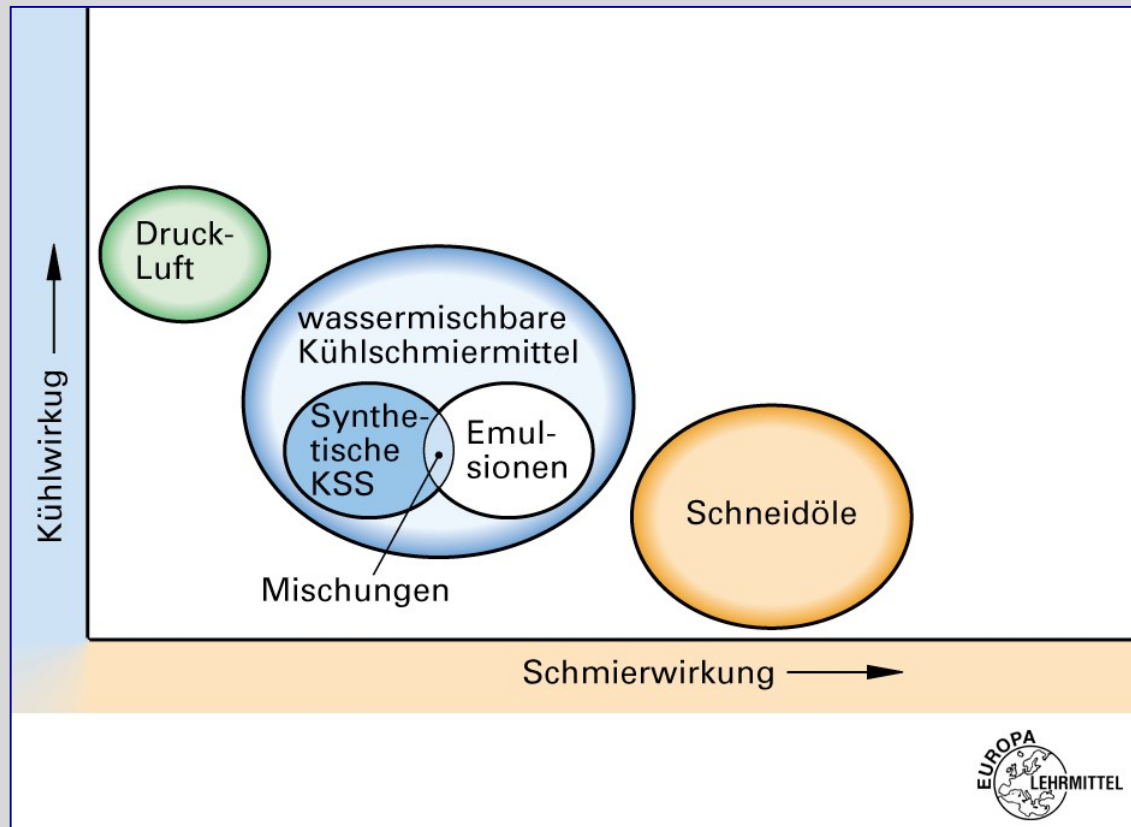 Druck-
Luft
wassermischbare
Kühlschmiermittel
Synthe-
tische
KSS
Emul-
sionen
Schneidöle
Mischungen
Kühlwirkug
Schmierwirkung
EUROPA
LEHRMITTEL